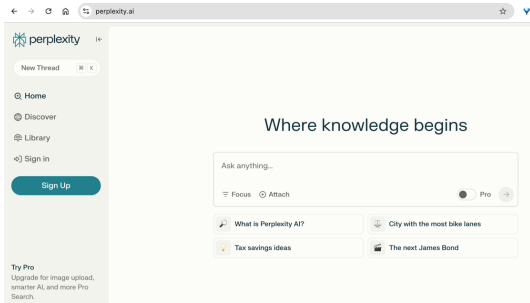 perplexity.ai
perplexity
New Thread ⌘ K
Home
Discover
Library
Sign in
Sign Up
Where knowledge begins
Ask anything...
Focus Attach Pro
What is Perplexity AI? City with the most bike lanes
Tax savings ideas The next James Bond
Try Pro
Upgrade for image upload,
smarter AI, and more Pro
Search.